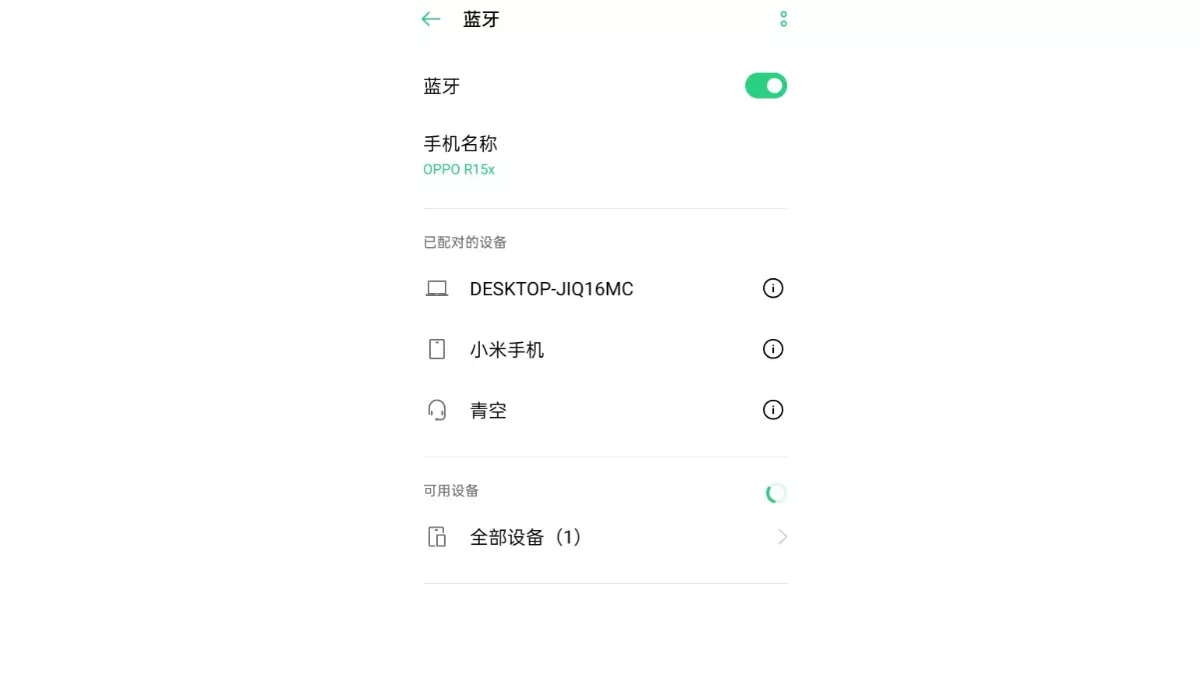 蓝牙
蓝牙
手机名称
OPPO R15x
已配对的设备
DESKTOP-JIQ16MC
小米手机
青空
可用设备
全部设备（1）